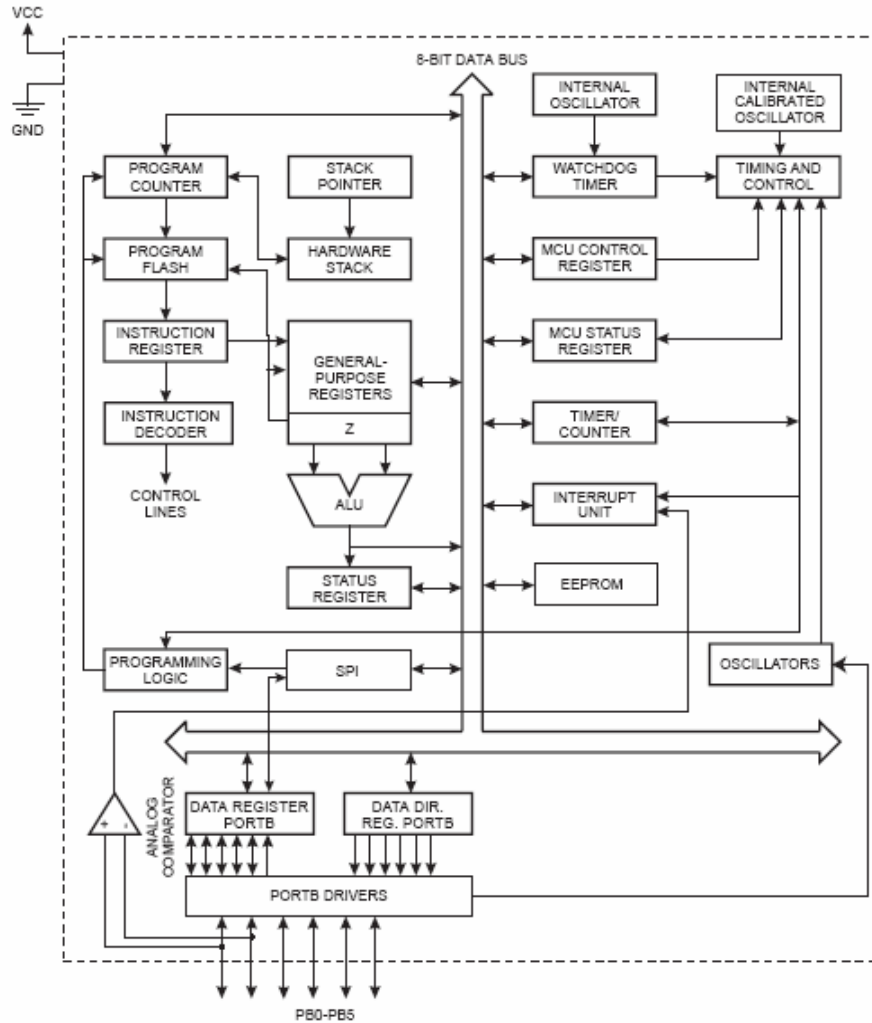 VCC
8-BIT DATA BUS
GND
INTERNAL
OSCILLATOR
INTERNAL
CALIBRATED
OSCILLATOR
PROGRAM
COUNTER
STACK
POINTER
WATCHDOG
TIMER
TIMING AND
CONTROL
PROGRAM
FLASH
HARDWARE
STACK
MCU CONTROL
REGISTER
INSTRUCTION
REGISTER
GENERAL-
PURPOSE
REGISTERS
MCU STATUS
REGISTER
INSTRUCTION
DECODER
Z
TIMER/
COUNTER
CONTROL
LINES
ALU
INTERRUPT
UNIT
STATUS
REGISTER
EEPROM
PROGRAMMING
LOGIC
SPI
OSCILLATORS
ANALOG
COMPARATOR
+ -
DATA REGISTER
PORTB
DATA DIR.
REG. PORTB
PORTB DRIVERS
PB0-PB5